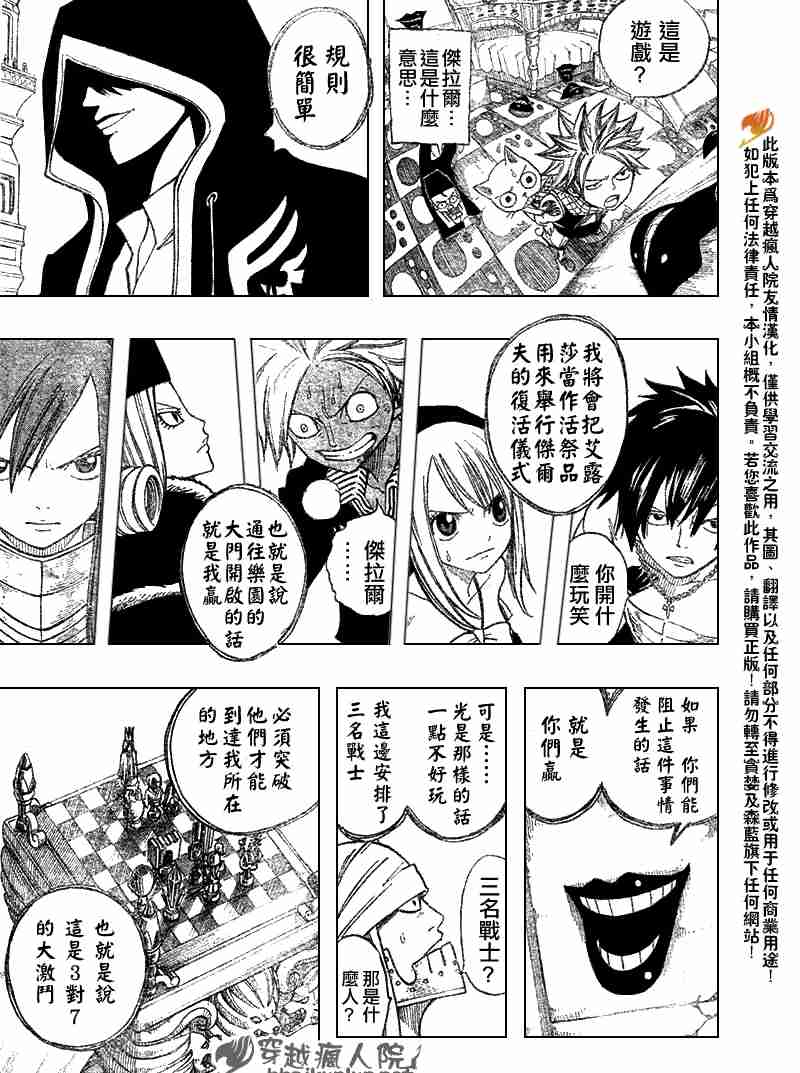 這是
遊戲？
傑拉爾…
這是什麼
意思…
規則
很簡單
你開什
麼玩笑
我將會把艾露
莎當作活祭品
用來舉行傑爾
夫的復活儀式
傑拉爾
……
也就是說
通往樂園的
大門開啟的話
就是我贏
如果 你們能
阻止這件事情
發生的話
就是
你們贏
可是……
光是那樣的話
一點不好玩
我這邊安排了
三名戰士
三名戰士？
那是什
麼人？
必須突破
他們才能
到達我所在
的地方
也就是說
這是3對7
的大激鬥
此版本爲穿越瘋人院友情漢化，僅供學習交流之用，其圖、翻譯以及任何部分不得進行修改或用于任何商業用途！
如犯上任何法律責任，本小組概不負責。若您喜歡此作品，請購買正版！請勿轉至貪婪及森藍旗下任何網站！
穿越瘋人院